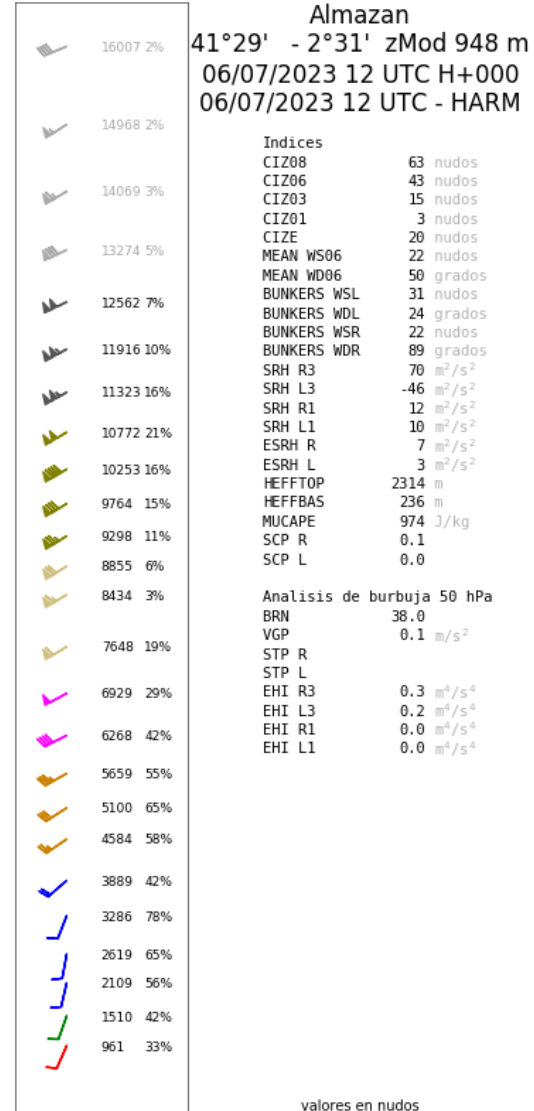 Almazan
41°29'   - 2°31'  zMod 948 m
06/07/2023 12 UTC H+000
06/07/2023 12 UTC - HARM
16007 2%
14968 2%
14069 3%
13274 5%
12562 7%
11916 10%
11323 16%
10772 21%
10253 16%
9764 15%
9298 11%
8855 6%
8434 3%
7648 19%
6929 29%
6268 42%
5659 55%
5100 65%
4584 58%
3889 42%
3286 78%
2619 65%
2109 56%
1510 42%
961 33%
Indices
CIZ08 63 nudos
CIZ06 43 nudos
CIZ03 15 nudos
CIZ01 3 nudos
CIZE 20 nudos
MEAN WS06 22 nudos
MEAN WD06 50 grados
BUNKERS WSL 31 nudos
BUNKERS WDL 24 grados
BUNKERS WSR 22 nudos
BUNKERS WDR 89 grados
SRH R3 70 m²/s²
SRH L3 -46 m²/s²
SRH R1 12 m²/s²
SRH L1 10 m²/s²
ESRH R 7 m²/s²
ESRH L 3 m²/s²
HEFFTOP 2314 m
HEFFBAS 236 m
MUCAPE 974 J/kg
SCP R 0.1
SCP L 0.0
Analisis de burbuja 50 hPa
BRN 38.0
VGP 0.1 m/s²
STP R
STP L
EHI R3 0.3 m⁴/s⁴
EHI L3 0.2 m⁴/s⁴
EHI R1 0.0 m⁴/s⁴
EHI L1 0.0 m⁴/s⁴
valores en nudos